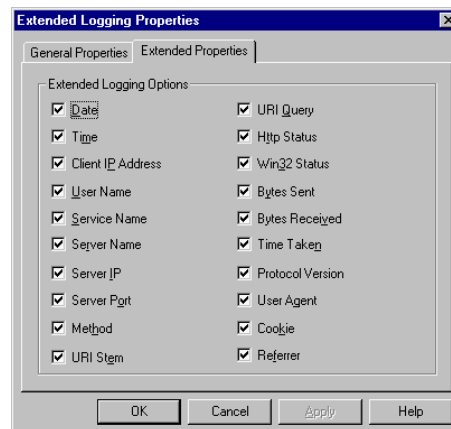 Extended Logging Properties
General Properties Extended Properties
Extended Logging Options
Date
Time
Client IP Address
User Name
Service Name
Server Name
Server IP
Server Port
Method
URI Stem
URI Query
Http Status
Win32 Status
Bytes Sent
Bytes Received
Time Taken
Protocol Version
User Agent
Cookie
Referrer
OK Cancel Apply Help